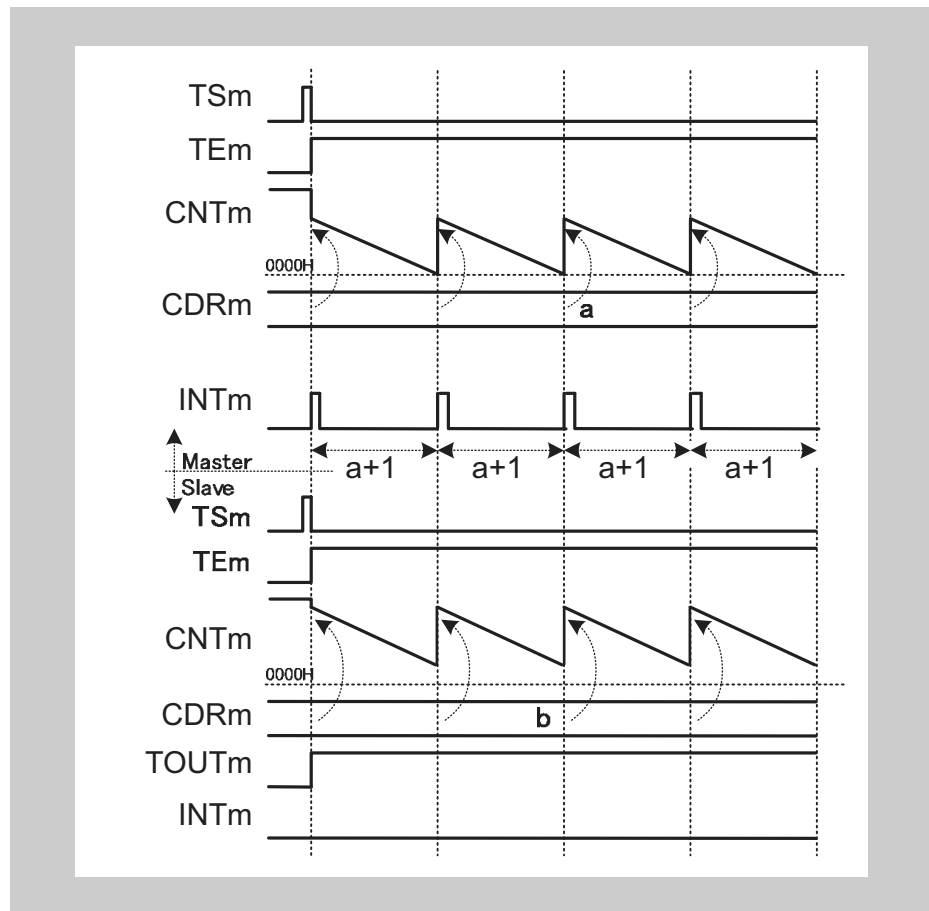 TSm
TEm
CNTm
0000H
CDRm
a
INTm
a+1 a+1 a+1 a+1
Master
Slave
TSm
TEm
CNTm
0000H
CDRm
b
TOUTm
INTm